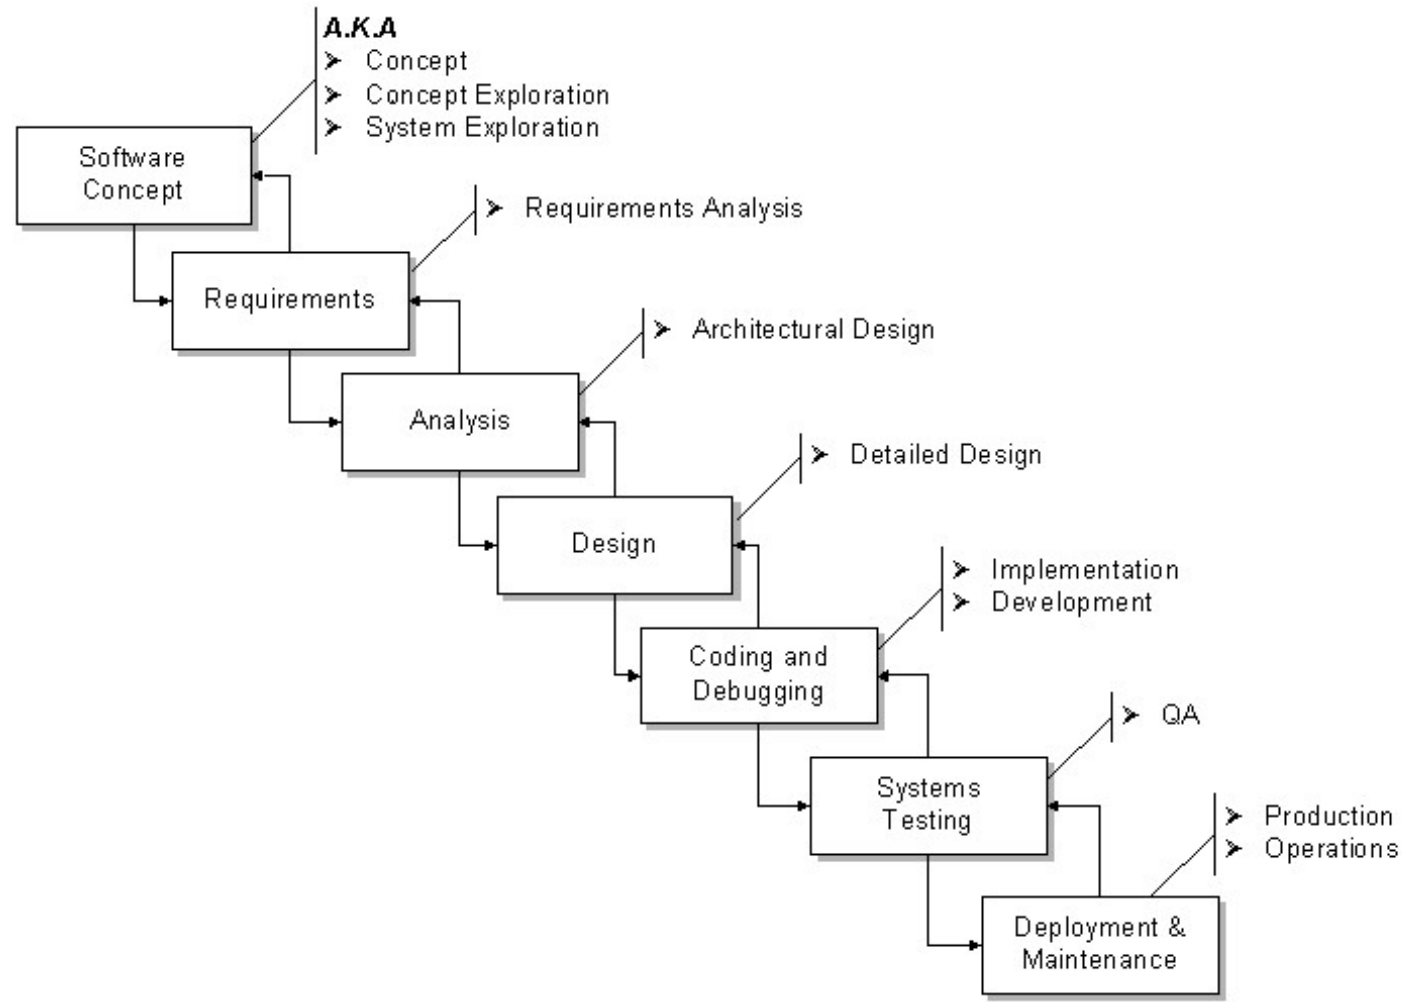 A.K.A
Concept
Concept Exploration
System Exploration
Software
Concept
Requirements Analysis
Requirements
Architectural Design
Analysis
Detailed Design
Design
Implementation
Development
Coding and
Debugging
QA
Systems
Testing
Production
Operations
Deployment &
Maintenance